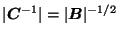 |𝑪⁻¹| = |𝑩|⁻¹/²